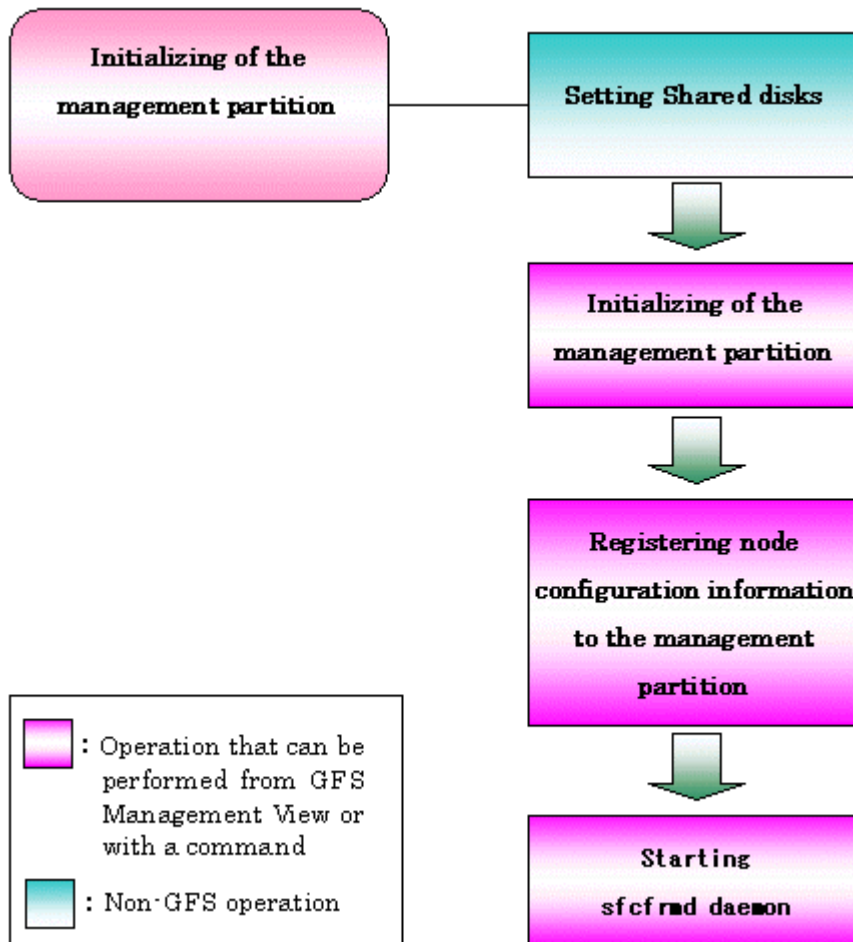 Initializing of the
management partition
Setting Shared disks
Initializing of the
management partition
Registering node
configuration information
to the management
partition
Starting
sfcfrmd daemon
: Operation that can be
performed from GFS
Management View or
with a command
: Non-GFS operation